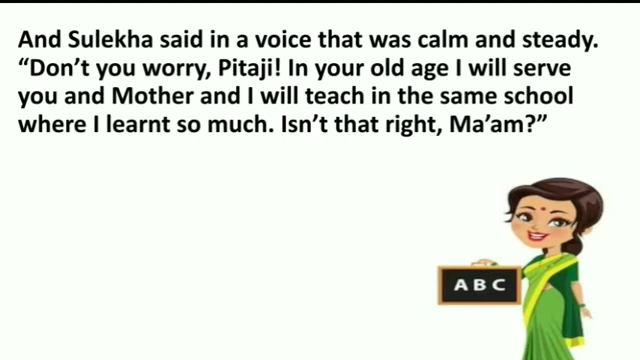 And Sulekha said in a voice that was calm and steady.
“Don’t you worry, Pitaji! In your old age I will serve
you and Mother and I will teach in the same school
where I learnt so much. Isn’t that right, Ma’am?”
A B C